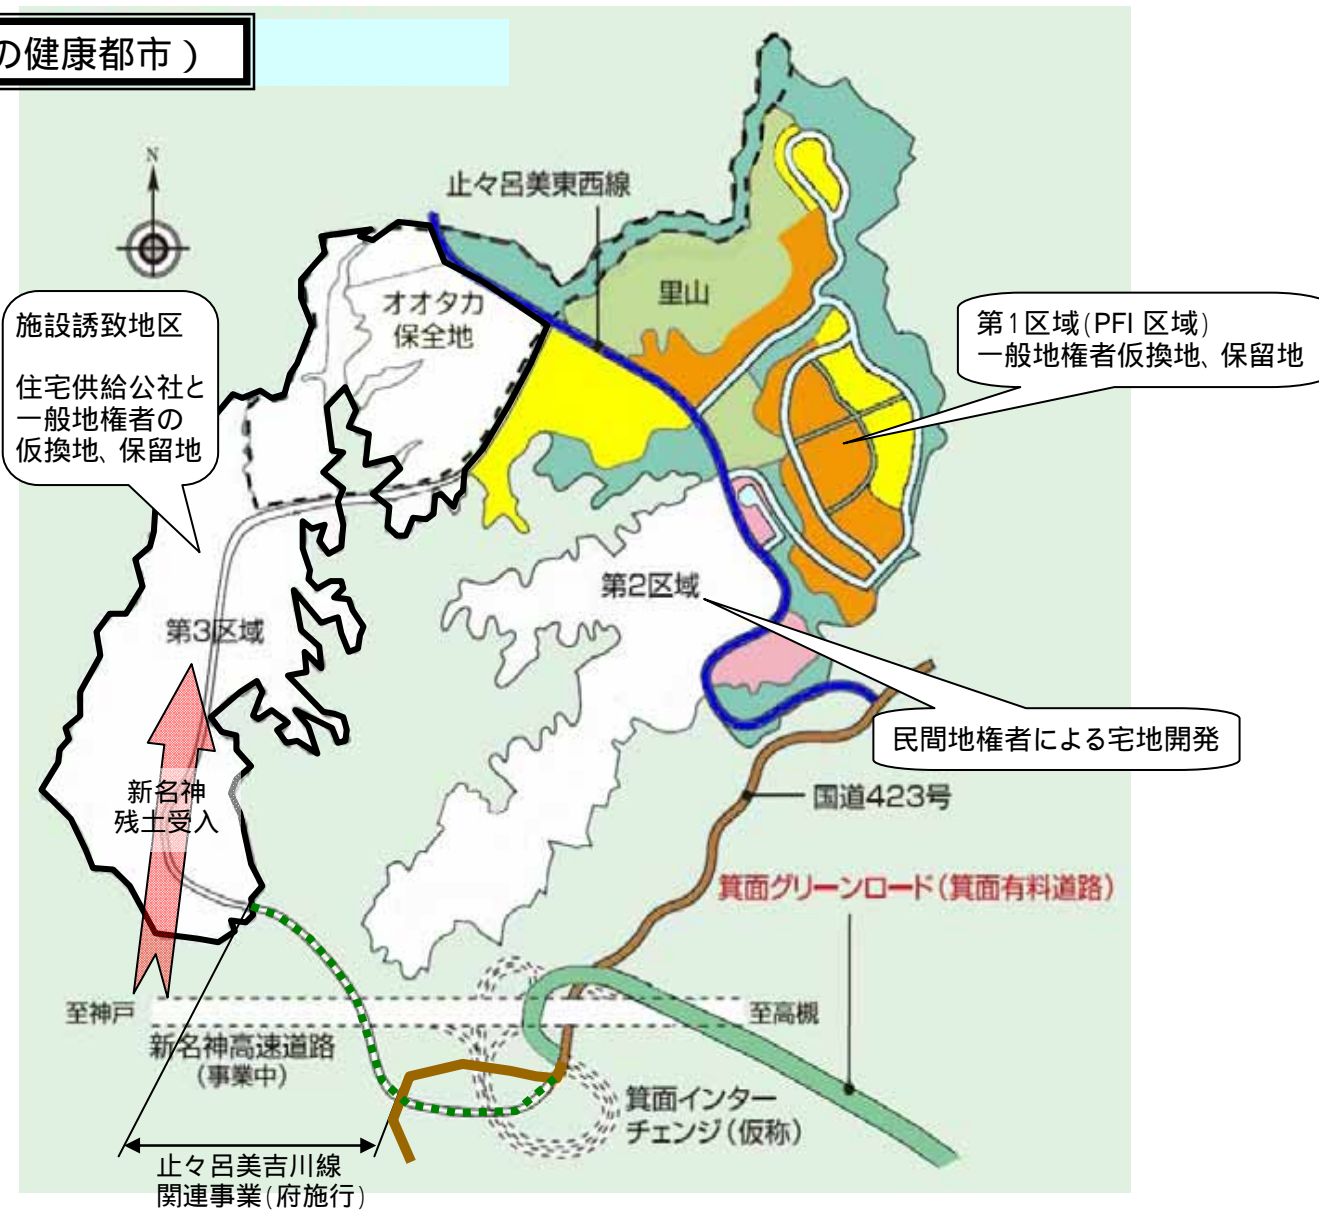 の健康都市）
N
止々呂美東西線
オオタカ
保全地
里山
施設誘致地区
住宅供給公社と
一般地権者の
仮換地、保留地
第1区域(PFI 区域)
一般地権者仮換地、保留地
第2区域
第3区域
民間地権者による宅地開発
新名神
残土受入
国道423号
箕面グリーンロード(箕面有料道路)
至神戸
至高槻
新名神高速道路
(事業中)
箕面インター
チェンジ(仮称)
止々呂美吉川線
関連事業(府施行)